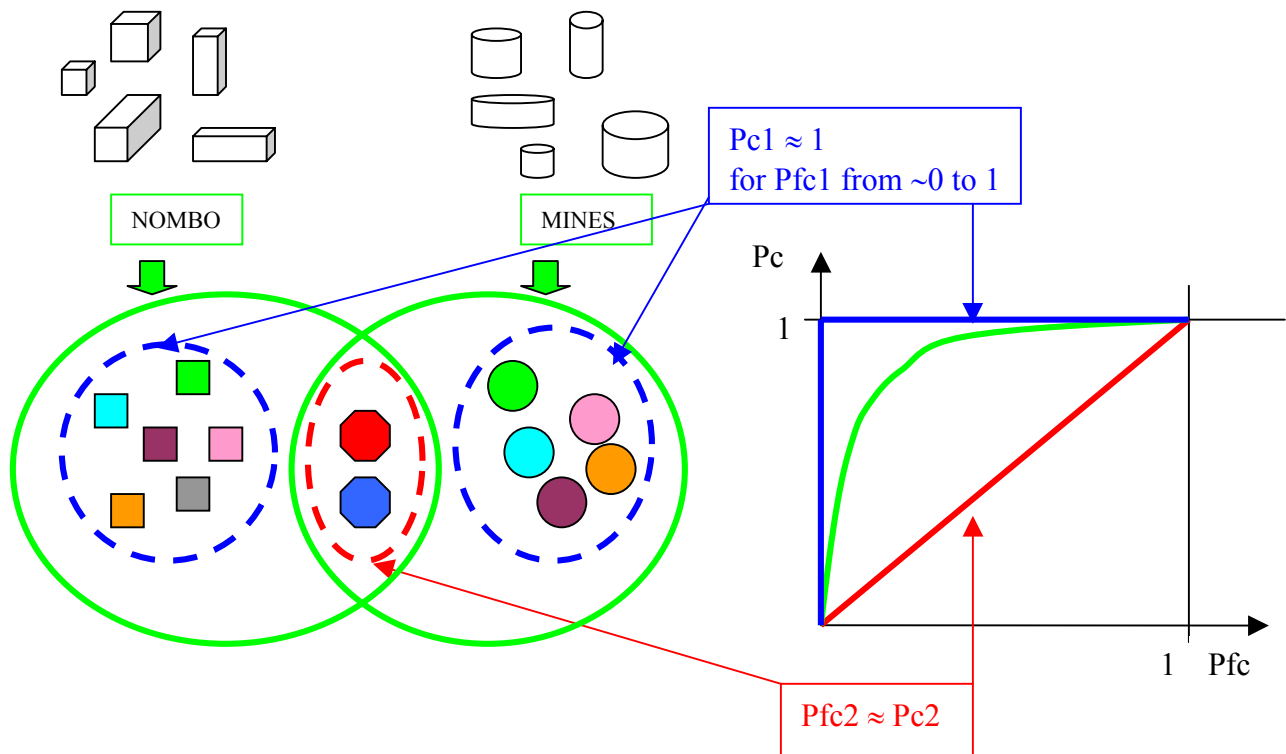 Pc1 ≈ 1
for Pfc1 from ~0 to 1
NOMBO
MINES
Pc
1
1
Pfc
Pfc2 ≈ Pc2